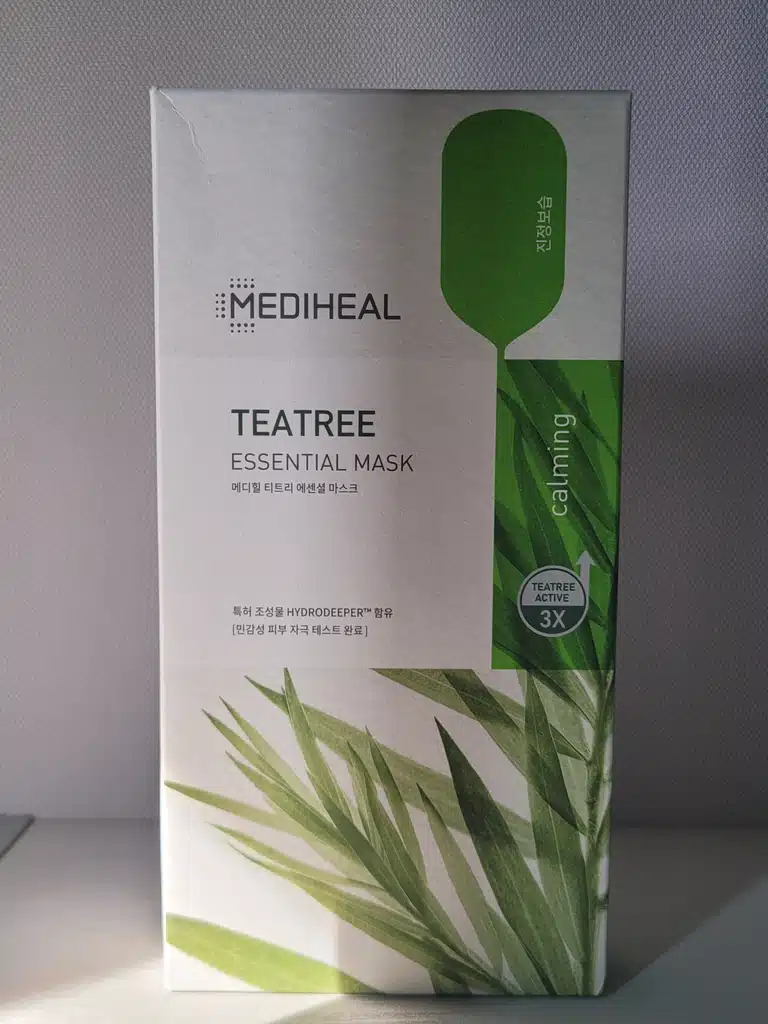 진정보습
MEDIHEAL
TEATREE
ESSENTIAL MASK
메디힐 티트리 에센셜 마스크
calming
TEATREE
ACTIVE
3X
특허 조성물 HYDRODEEPER™ 함유
[민감성 피부 자극 테스트 완료]